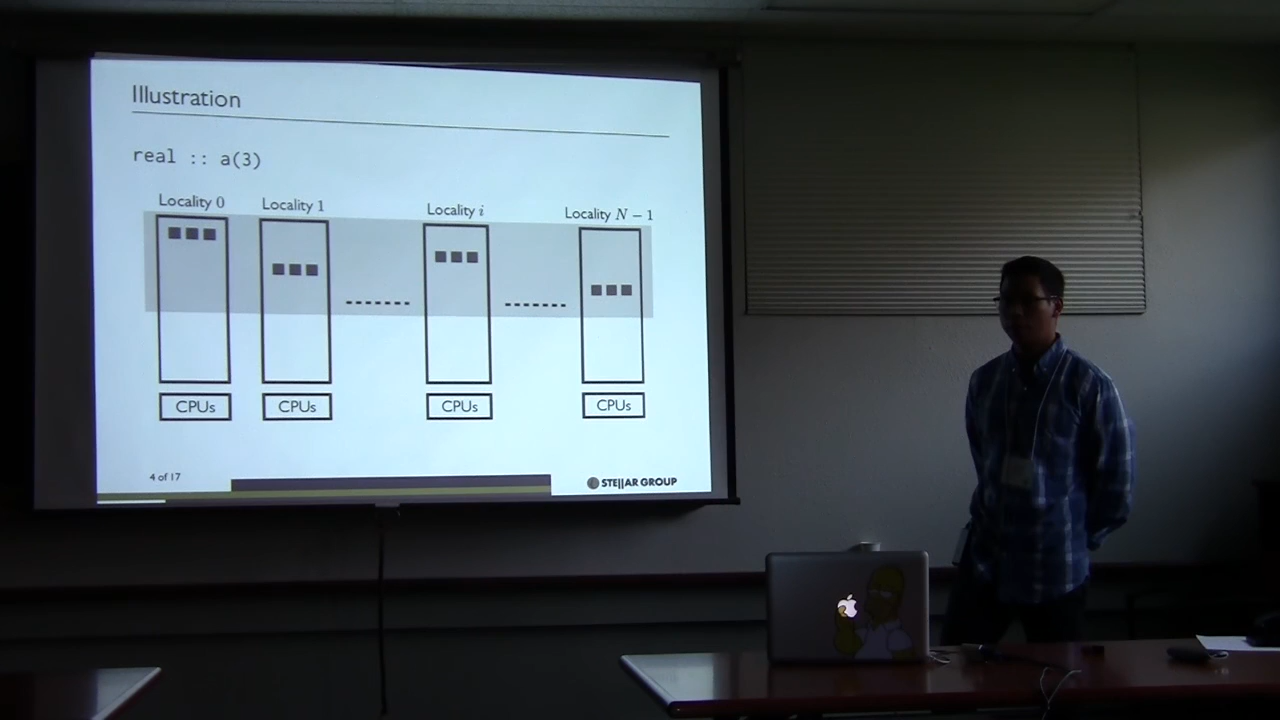 Illustration
real :: a(3)
Locality 0 Locality 1 Locality i Locality N − 1
CPUs CPUs CPUs CPUs
4 of 17
STE||AR GROUP